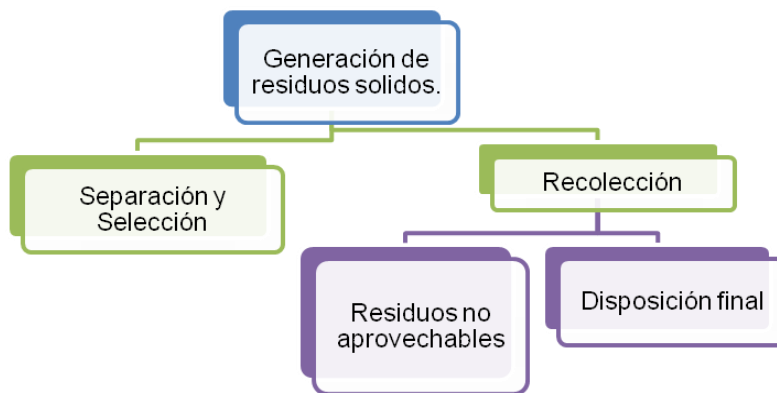 Generación de
residuos solidos.
Separación y
Selección
Recolección
Residuos no
aprovechables
Disposición final